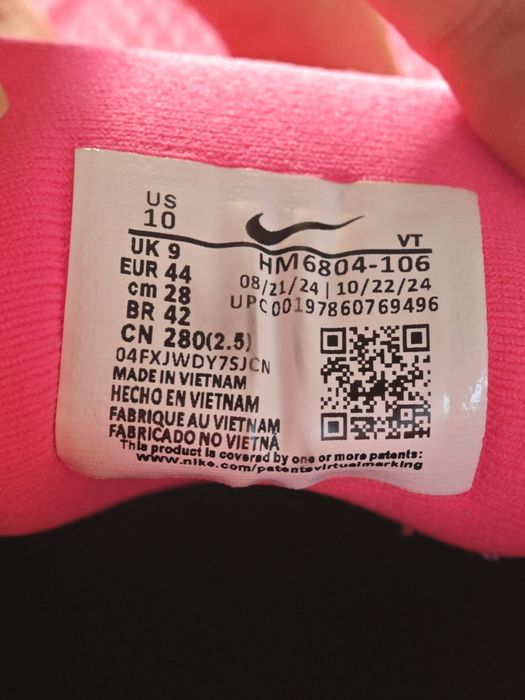 US
10
VT
UK 9
HM6804-106
EUR 44
08/21/24 | 10/22/24
cm 28
UPC00197860769496
BR 42
CN 280(2.5)
04FXJWDY7SJCN
MADE IN VIETNAM
HECHO EN VIETNAM
FABRIQUE AU VIETNAM
FABRICADO NO VIETNÃ
This product is covered by one or more patents:
www.nike.com/patentsvirtualmarking